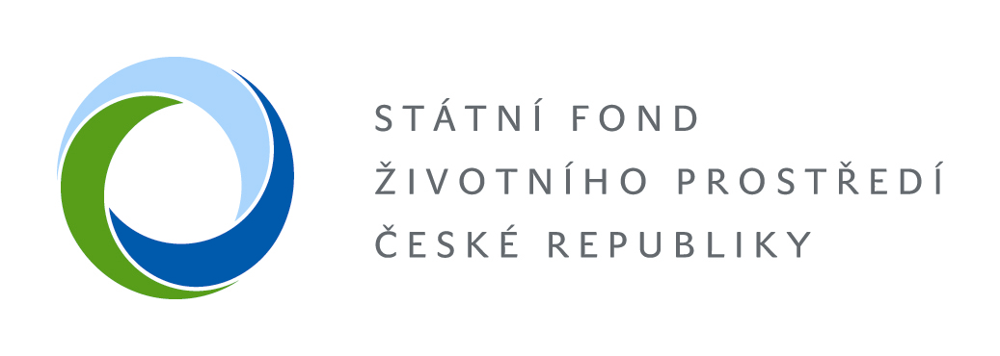 STÁTNÍ FOND
ŽIVOTNÍHO PROSTŘEDÍ
ČESKÉ REPUBLIKY